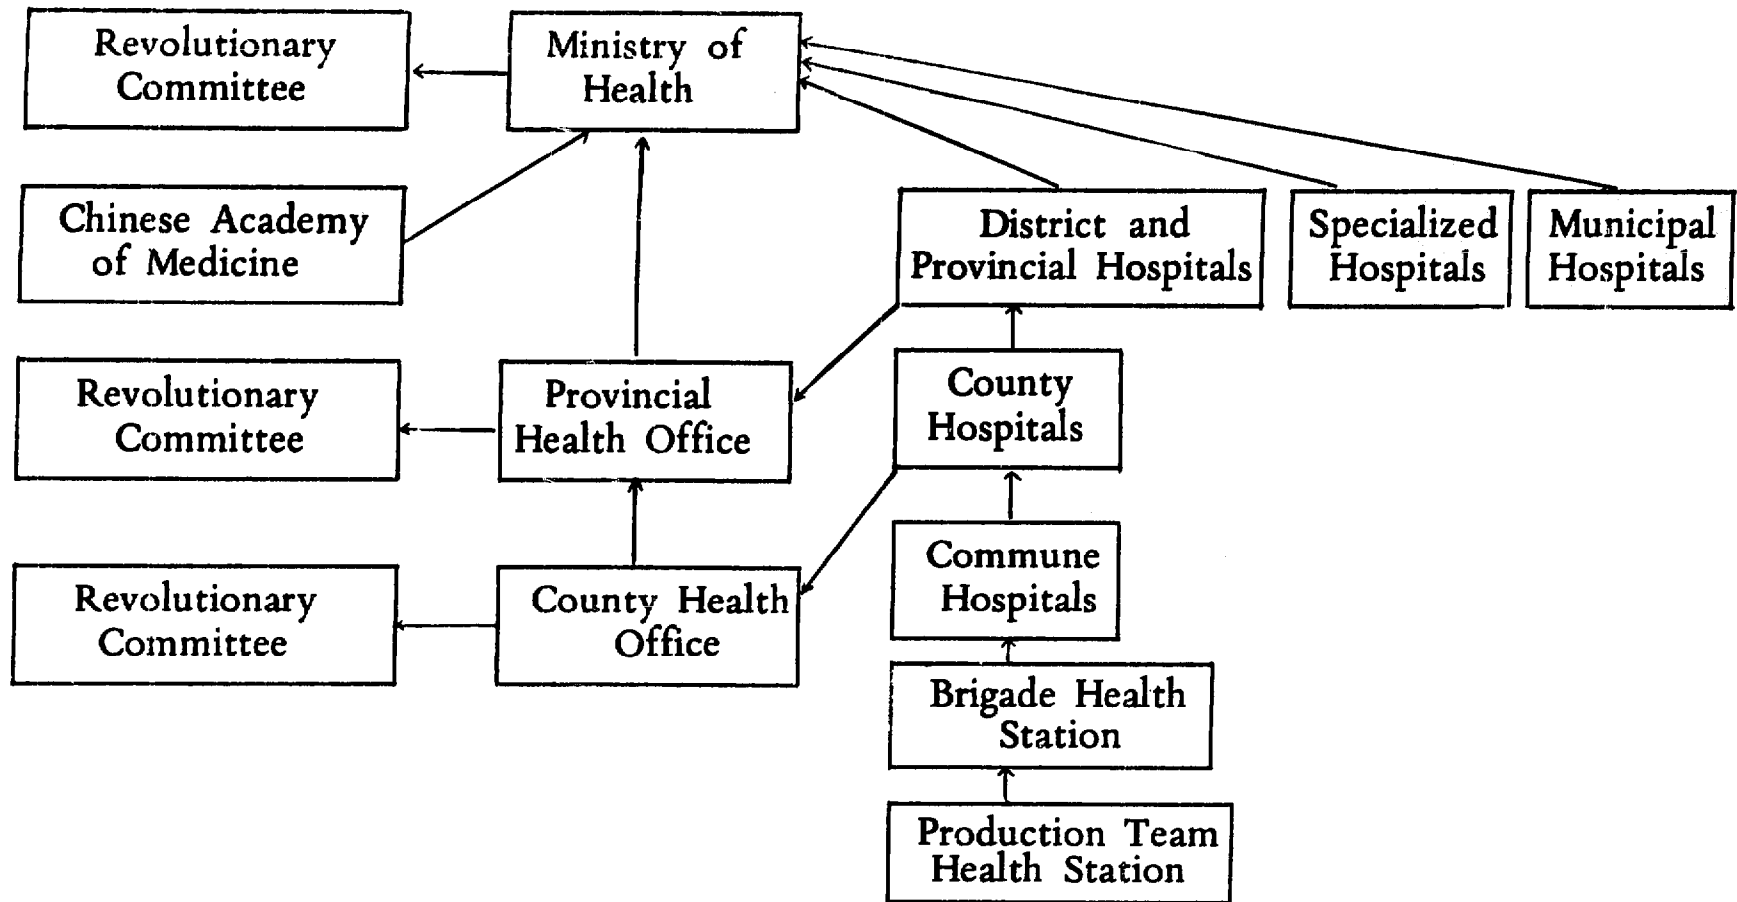 Revolutionary
Committee
Ministry of
Health
Chinese Academy
of Medicine
District and
Provincial Hospitals
Specialized
Hospitals
Municipal
Hospitals
Revolutionary
Committee
Provincial
Health Office
County
Hospitals
Revolutionary
Committee
County Health
Office
Commune
Hospitals
Brigade Health
Station
Production Team
Health Station